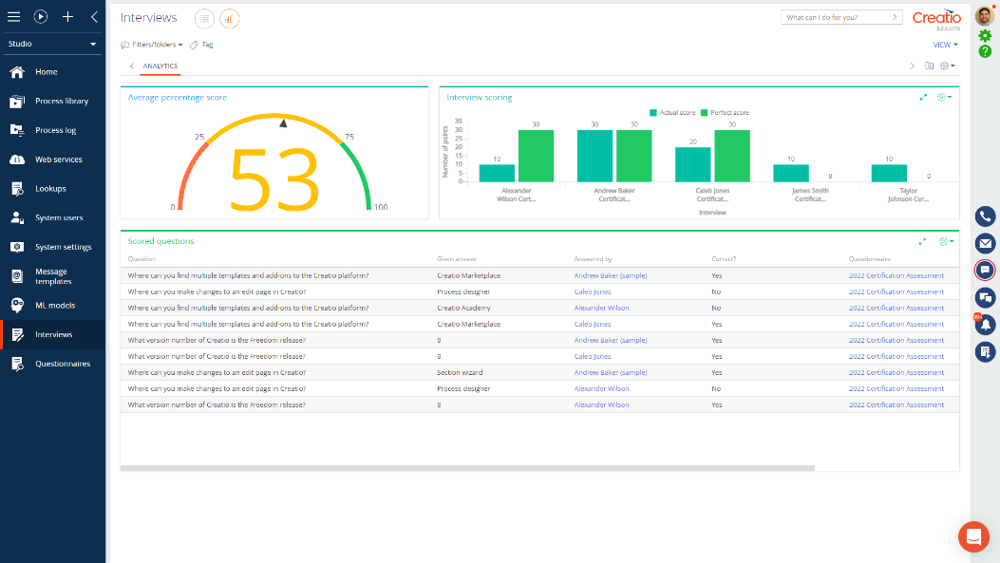 Interviews
What can I do for you?
Creatio
8.0.0.5476
Studio
Filters/folders
Tag
VIEW
ANALYTICS
Home
Process library
Process log
Web services
Lookups
System users
System settings
Message
templates
ML models
Interviews
Questionnaires
Average percentage score
0
25
53
75
100
Interview scoring
Actual score
Perfect score
Number of points
35
30
25
20
15
10
5
0
10
30
30
30
20
30
10
0
10
0
Alexander
Wilson Cert...
Andrew Baker
Certificat...
Caleb Jones
Certificat...
James Smith
Certificat...
Taylor
Johnson Cer...
Interview
Scored questions
Question Given answer Answered by Correct? Questionnaire
Where can you find multiple templates and add-ons to the Creatio platform? Creatio Marketplace Andrew Baker (sample) Yes 2022 Certification Assessment
Where can you make changes to an edit page in Creatio? Process designer Caleb Jones No 2022 Certification Assessment
Where can you find multiple templates and add-ons to the Creatio platform? Creatio Academy Alexander Wilson No 2022 Certification Assessment
Where can you find multiple templates and add-ons to the Creatio platform? Creatio Marketplace Caleb Jones Yes 2022 Certification Assessment
What version number of Creatio is the Freedom release? 8 Andrew Baker (sample) Yes 2022 Certification Assessment
What version number of Creatio is the Freedom release? 8 Caleb Jones Yes 2022 Certification Assessment
Where can you make changes to an edit page in Creatio? Section wizard Andrew Baker (sample) Yes 2022 Certification Assessment
Where can you make changes to an edit page in Creatio? Process designer Alexander Wilson No 2022 Certification Assessment
What version number of Creatio is the Freedom release? 8 Alexander Wilson Yes 2022 Certification Assessment
99+